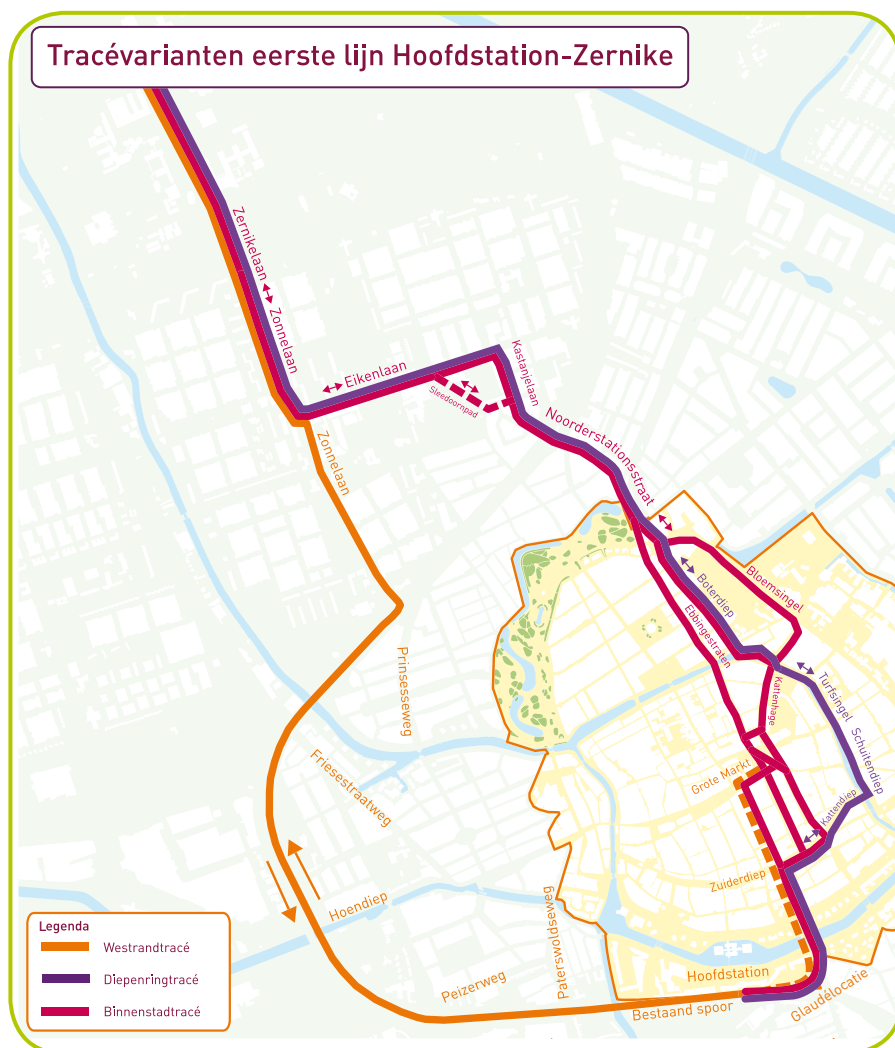 Tracévarianten eerste lijn Hoofdstation-Zernike
Zernikelaan
Zonnelaan
Eikenlaan
Sleedoornpad
Kastanjelaan
Noorderstationsstraat
Zonnelaan
Boterdiep
Bloemsingel
Ebbingestraten
Kattenhage
Turfsingel
Schuitendiep
Prinsesseweg
Friesestraatweg
Grote Markt
Kattendiep
Zuiderdiep
Hoendiep
Paterswoldseweg
Peizerweg
Hoofdstation
Glaudélocatie
Bestaand spoor
Legenda
Westrandtracé
Diepenringtracé
Binnenstadtracé